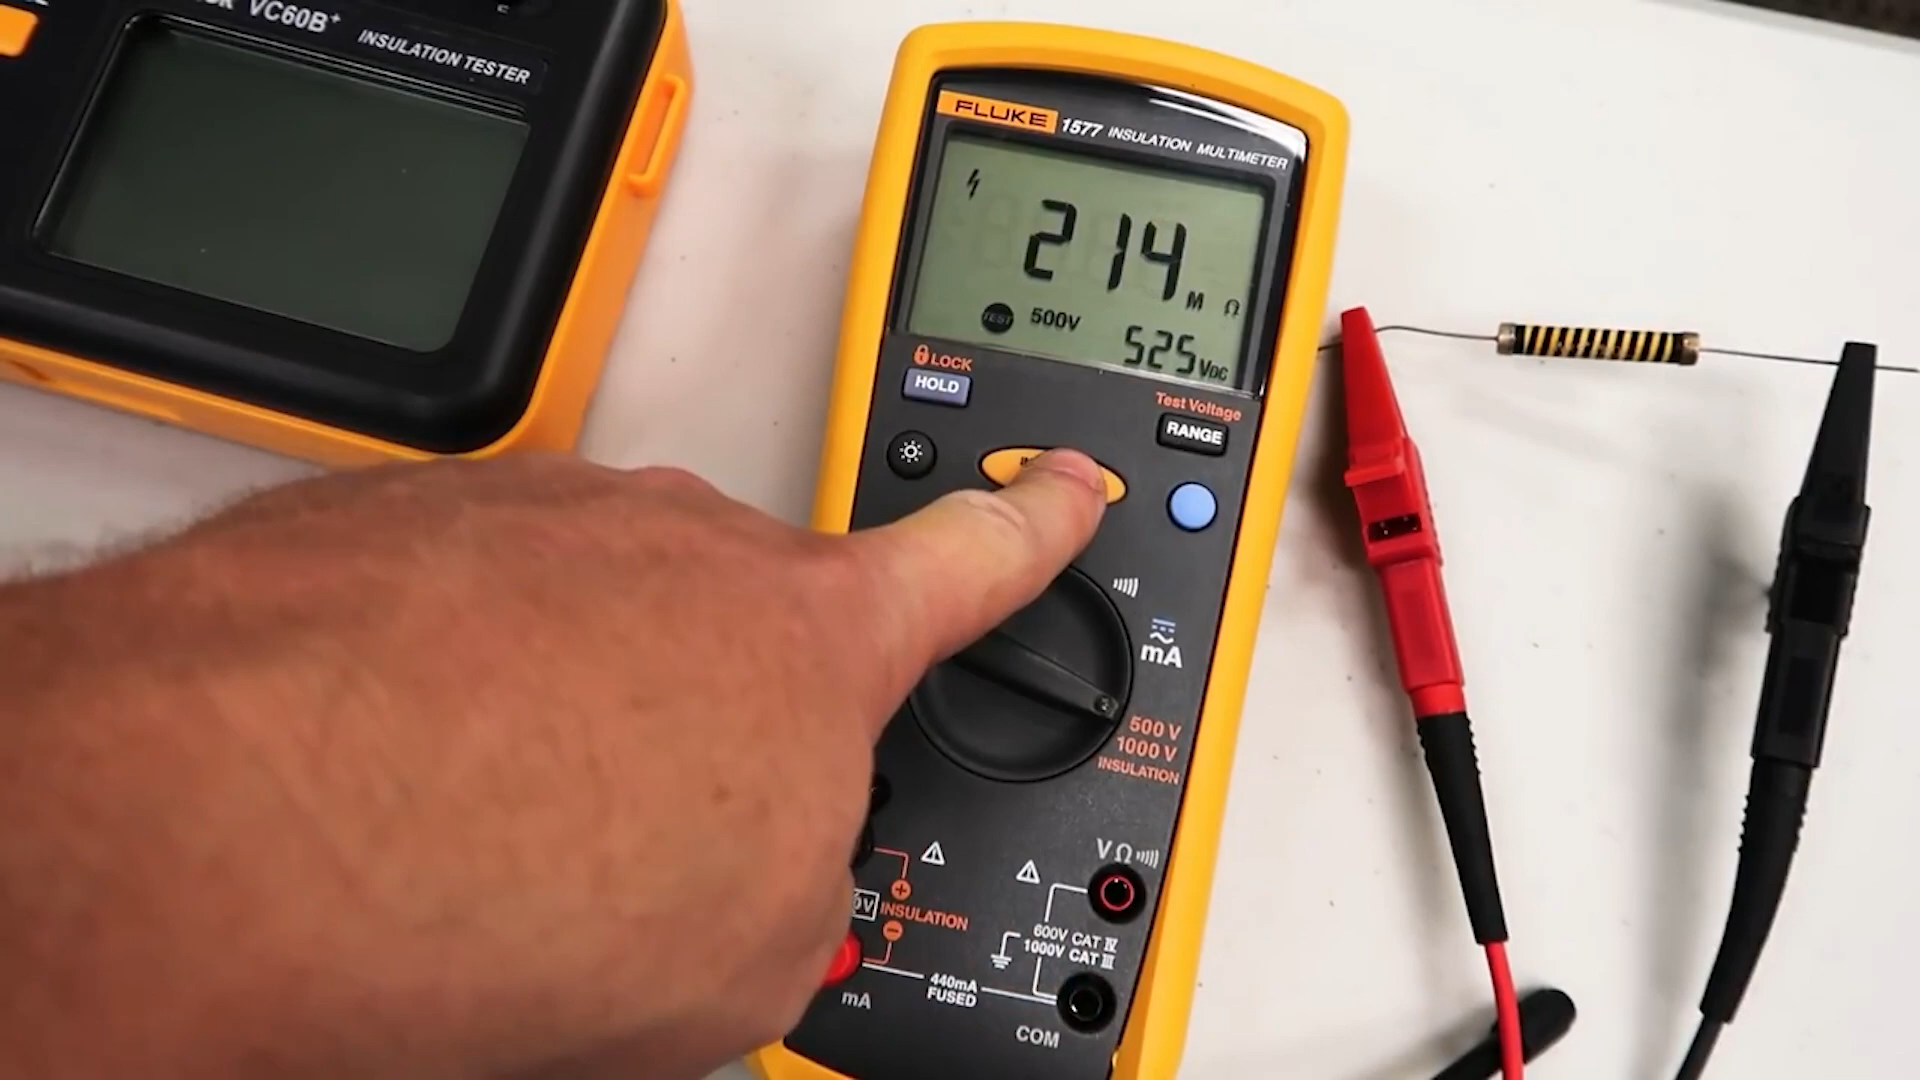 VC60B+
INSULATION TESTER
FLUKE 1577 INSULATION MULTIMETER
214 M Ω
TEST 500V 525 VDC
LOCK
HOLD
Test Voltage
RANGE
mA
500 V
1000 V
INSULATION
V Ω
INSULATION
600V CAT IV
1000V CAT III
440mA
FUSED
mA
COM